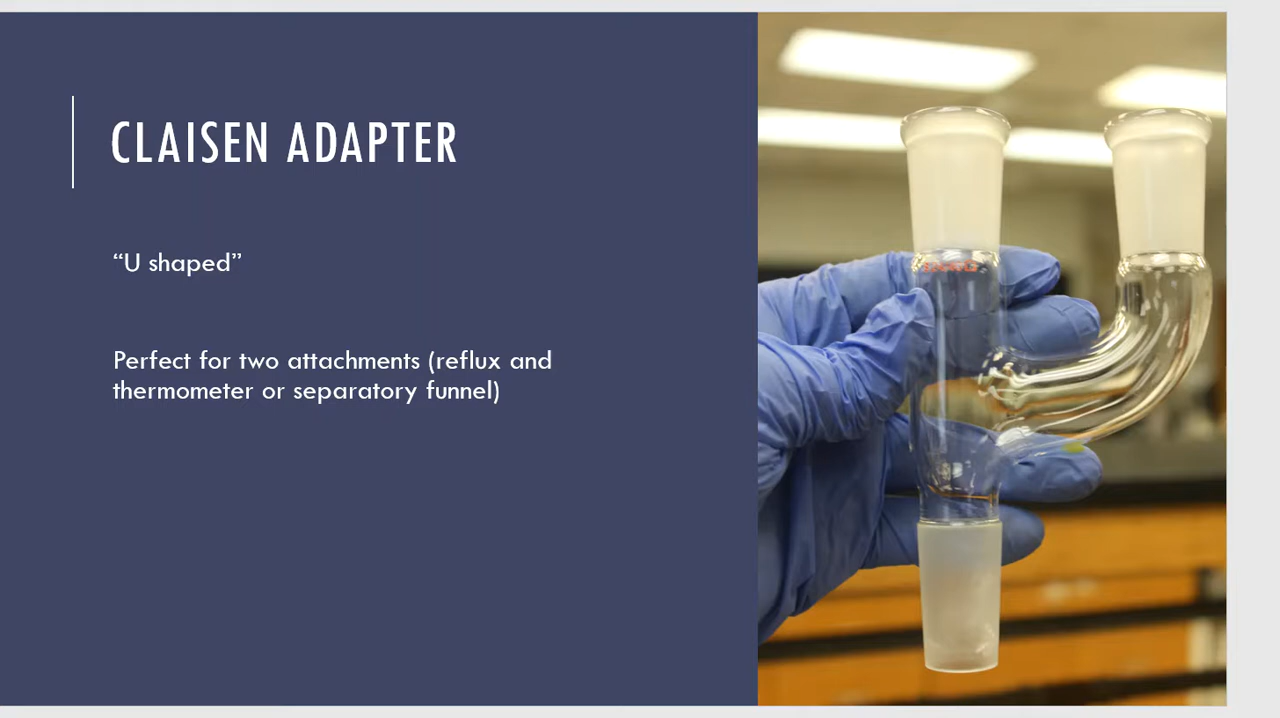 CLAISEN ADAPTER
“U shaped”
Perfect for two attachments (reflux and
thermometer or separatory funnel)